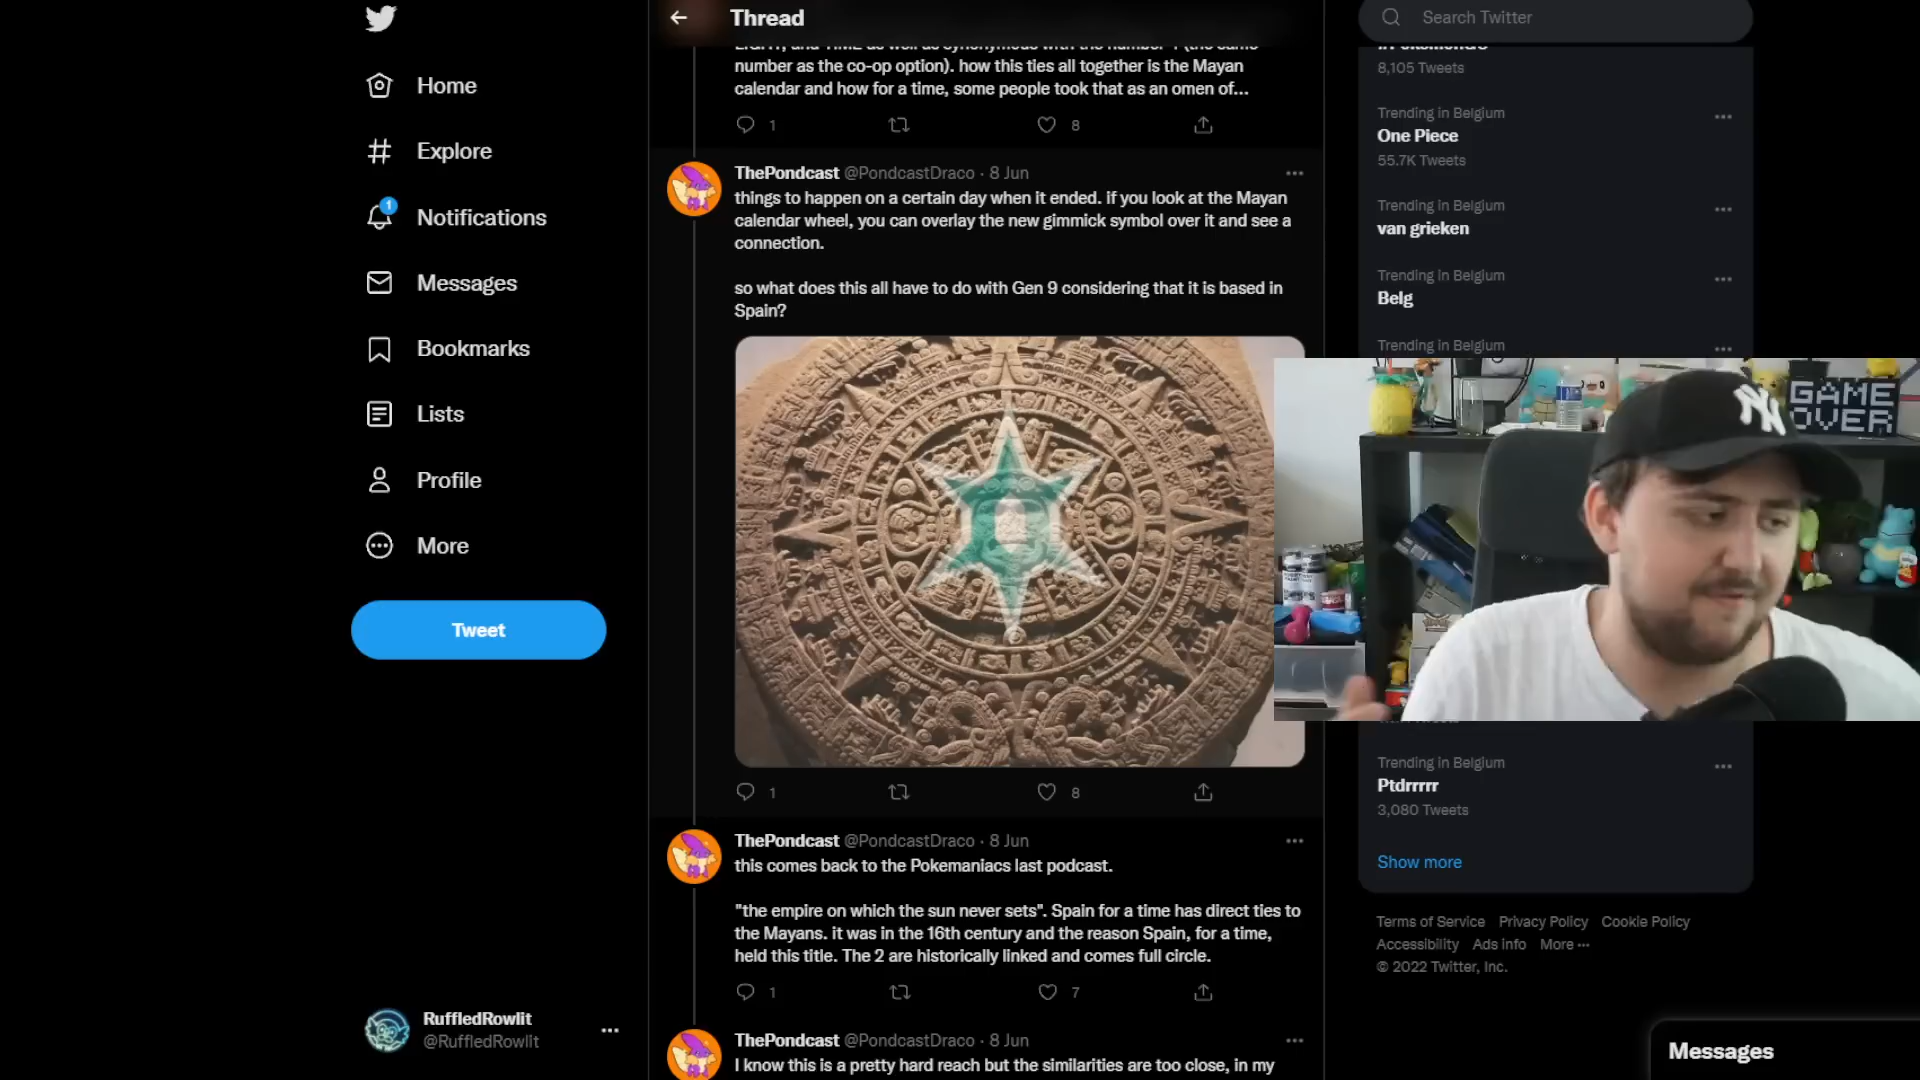 Home
Explore
1
Notifications
Messages
Bookmarks
Lists
Profile
More
Tweet
RuffledRowlit
@RuffledRowlit
Thread
number as the co-op option). how this ties all together is the Mayan
calendar and how for a time, some people took that as an omen of...
1
8
ThePondcast @PondcastDraco · 8 Jun
things to happen on a certain day when it ended. if you look at the Mayan
calendar wheel, you can overlay the new gimmick symbol over it and see a
connection.
so what does this all have to do with Gen 9 considering that it is based in
Spain?
1
8
ThePondcast @PondcastDraco · 8 Jun
this comes back to the Pokemaniacs last podcast.
"the empire on which the sun never sets". Spain for a time has direct ties to
the Mayans. it was in the 16th century and the reason Spain, for a time,
held this title. The 2 are historically linked and comes full circle.
1
7
ThePondcast @PondcastDraco · 8 Jun
I know this is a pretty hard reach but the similarities are too close, in my
Search Twitter
8,105 Tweets
Trending in Belgium
One Piece
55.7K Tweets
Trending in Belgium
van grieken
Trending in Belgium
Belg
Trending in Belgium
GAME
OVER
NY
Trending in Belgium
Ptdrrrrr
3,080 Tweets
Show more
Terms of Service Privacy Policy Cookie Policy
Accessibility Ads info More ···
© 2022 Twitter, Inc.
Messages